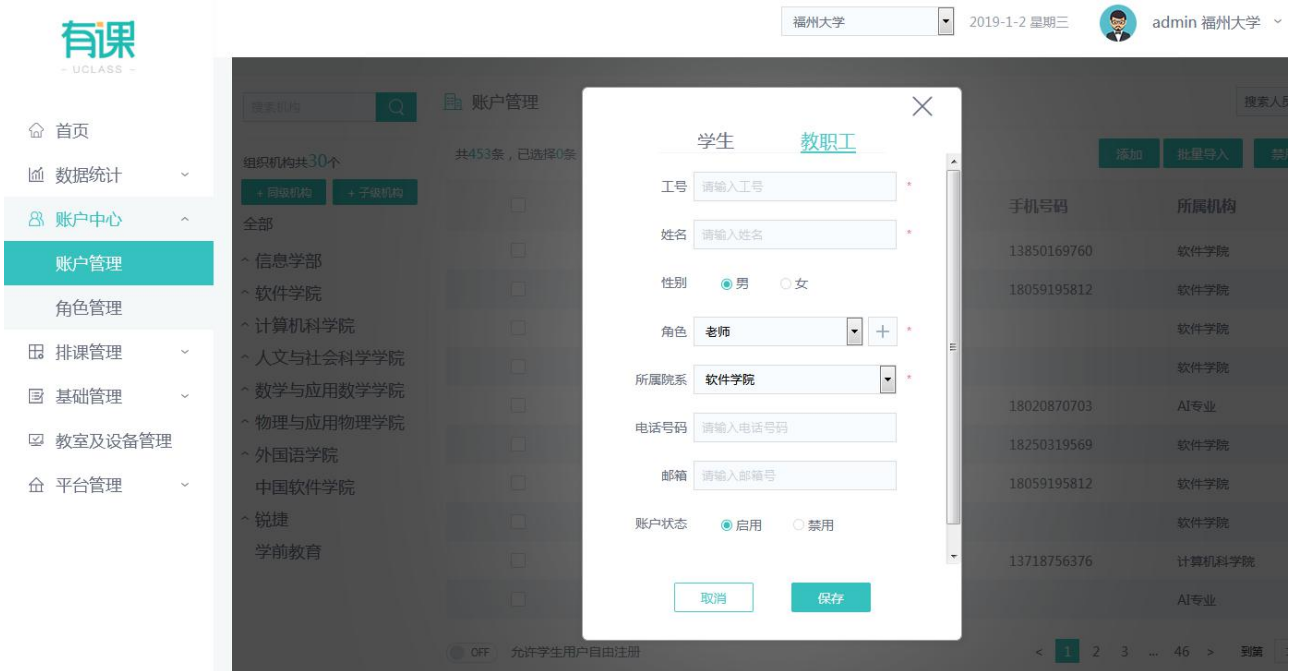 有课
- UCLASS -
福州大学
2019-1-2 星期三
admin 福州大学
首页
数据统计
账户中心
账户管理
角色管理
排课管理
基础管理
教室及设备管理
平台管理
搜索机构
组织机构共30个
+ 同级机构
+ 子级机构
全部
信息学部
软件学院
计算机科学院
人文与社会科学学院
数学与应用数学学院
物理与应用物理学院
外国语学院
中国软件学院
锐捷
学前教育
账户管理
搜索人员
共453条，已选择0条
添加
批量导入
禁用
学生
教职工
工号 请输入工号 *
姓名 请输入姓名 *
性别 男 女
角色 老师 + *
所属院系 软件学院 *
电话号码 请输入电话号码
邮箱 请输入邮箱号
账户状态 启用 禁用
取消
保存
手机号码 所属机构
13850169760 软件学院
18059195812 软件学院
软件学院
软件学院
18020870703 AI专业
18250319569 软件学院
18059195812 软件学院
软件学院
13718756376 计算机科学院
AI专业
OFF 允许学生用户自由注册
< 1 2 3 ... 46 > 到第